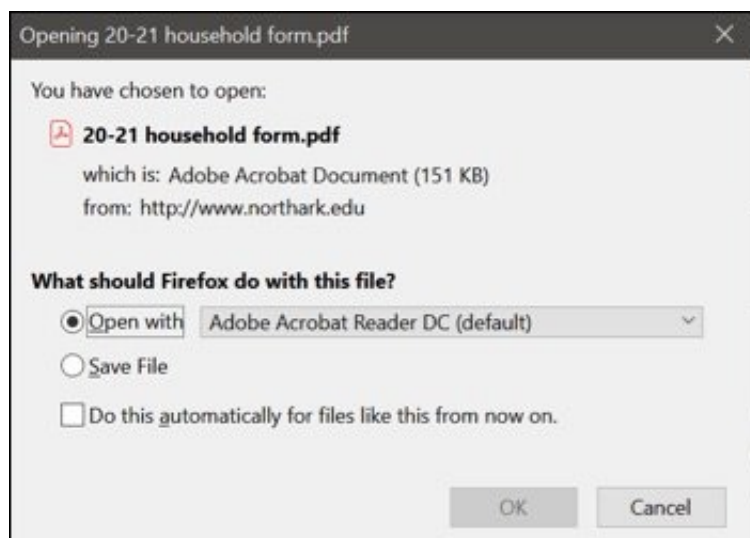 Opening 20-21 household form.pdf
You have chosen to open:
20-21 household form.pdf
which is: Adobe Acrobat Document (151 KB)
from: http://www.northark.edu
What should Firefox do with this file?
Open with Adobe Acrobat Reader DC (default)
Save File
Do this automatically for files like this from now on.
OK Cancel